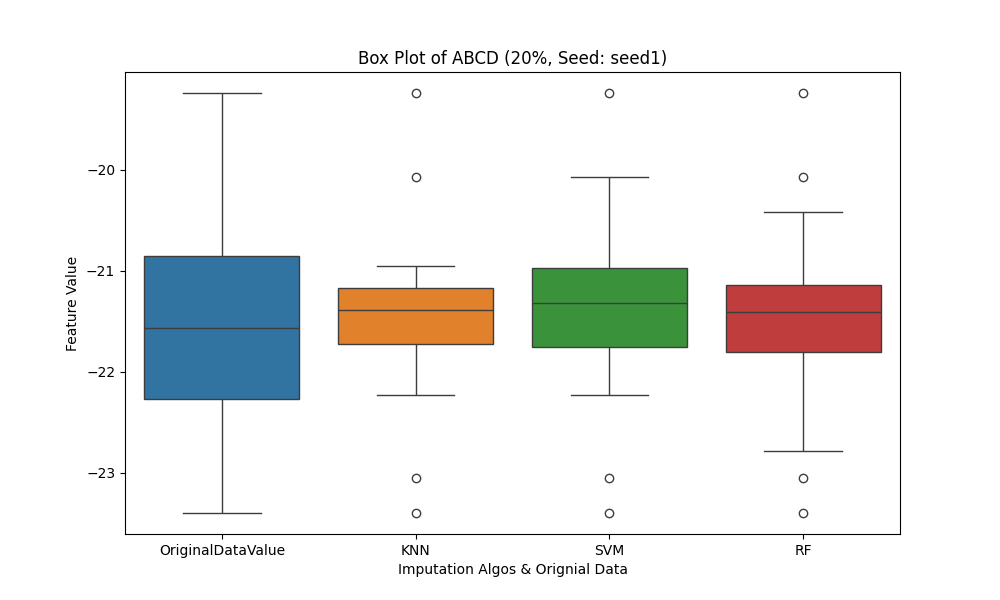 Box Plot of ABCD (20%, Seed: seed1)
Feature Value
−20
−21
−22
−23
OriginalDataValue KNN SVM RF
Imputation Algos & Orignial Data